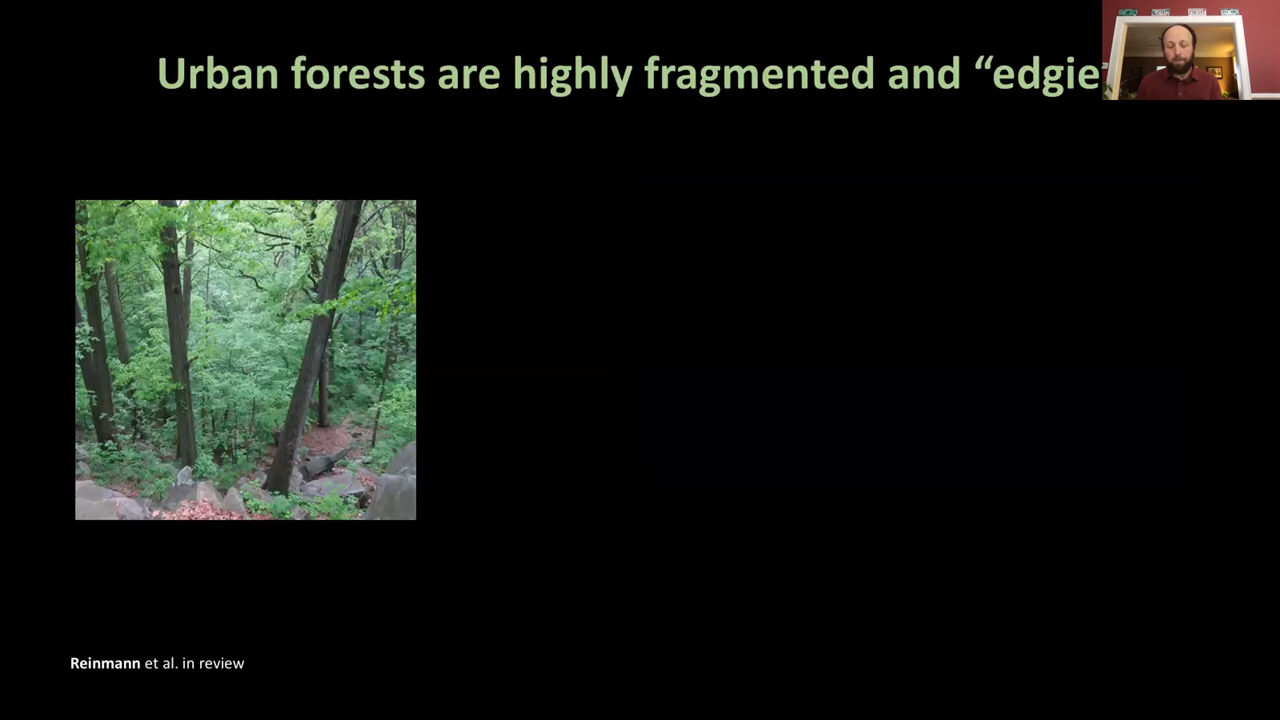 Urban forests are highly fragmented and “edgie
Reinmann et al. in review